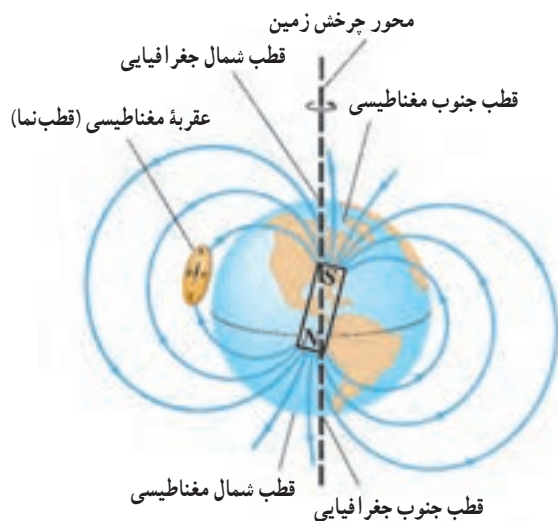 محور چرخش زمین
قطب شمال جغرافیایی
قطب جنوب مغناطیسی
عقربهٔ مغناطیسی (قطب‌نما)
S
N
قطب شمال مغناطیسی
قطب جنوب جغرافیایی